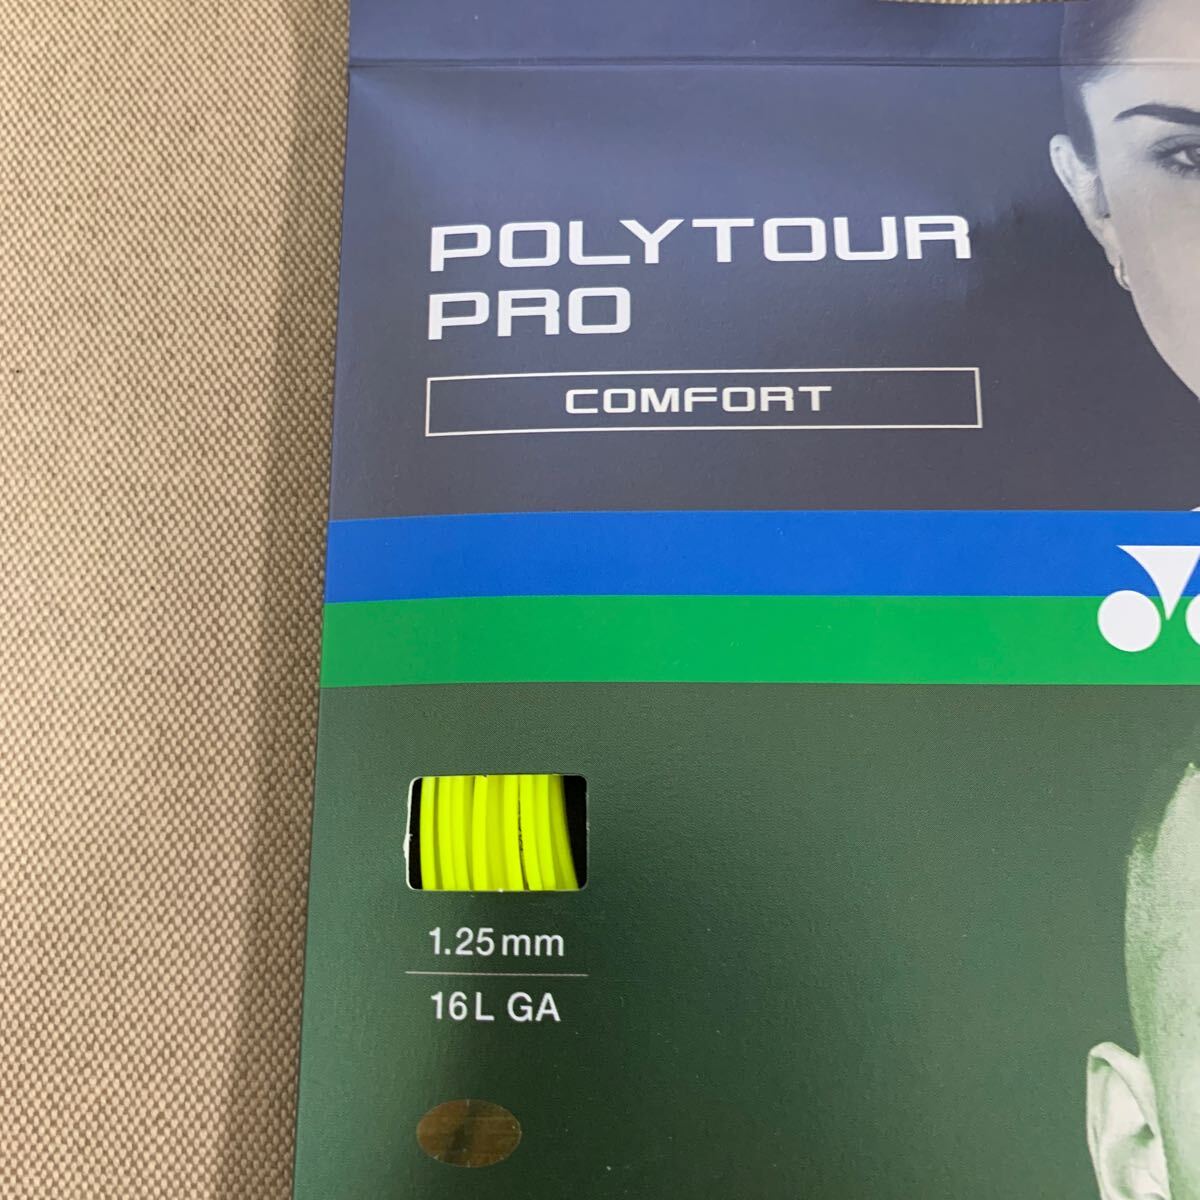 POLYTOUR
PRO
COMFORT
1.25mm
16L GA